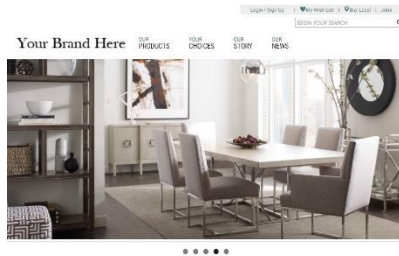 Login / Sign Up | My Wish List | Buy Local | Jobs
BEGIN YOUR SEARCH
Your Brand Here
OUR PRODUCTS
YOUR CHOICES
OUR STORY
OUR NEWS